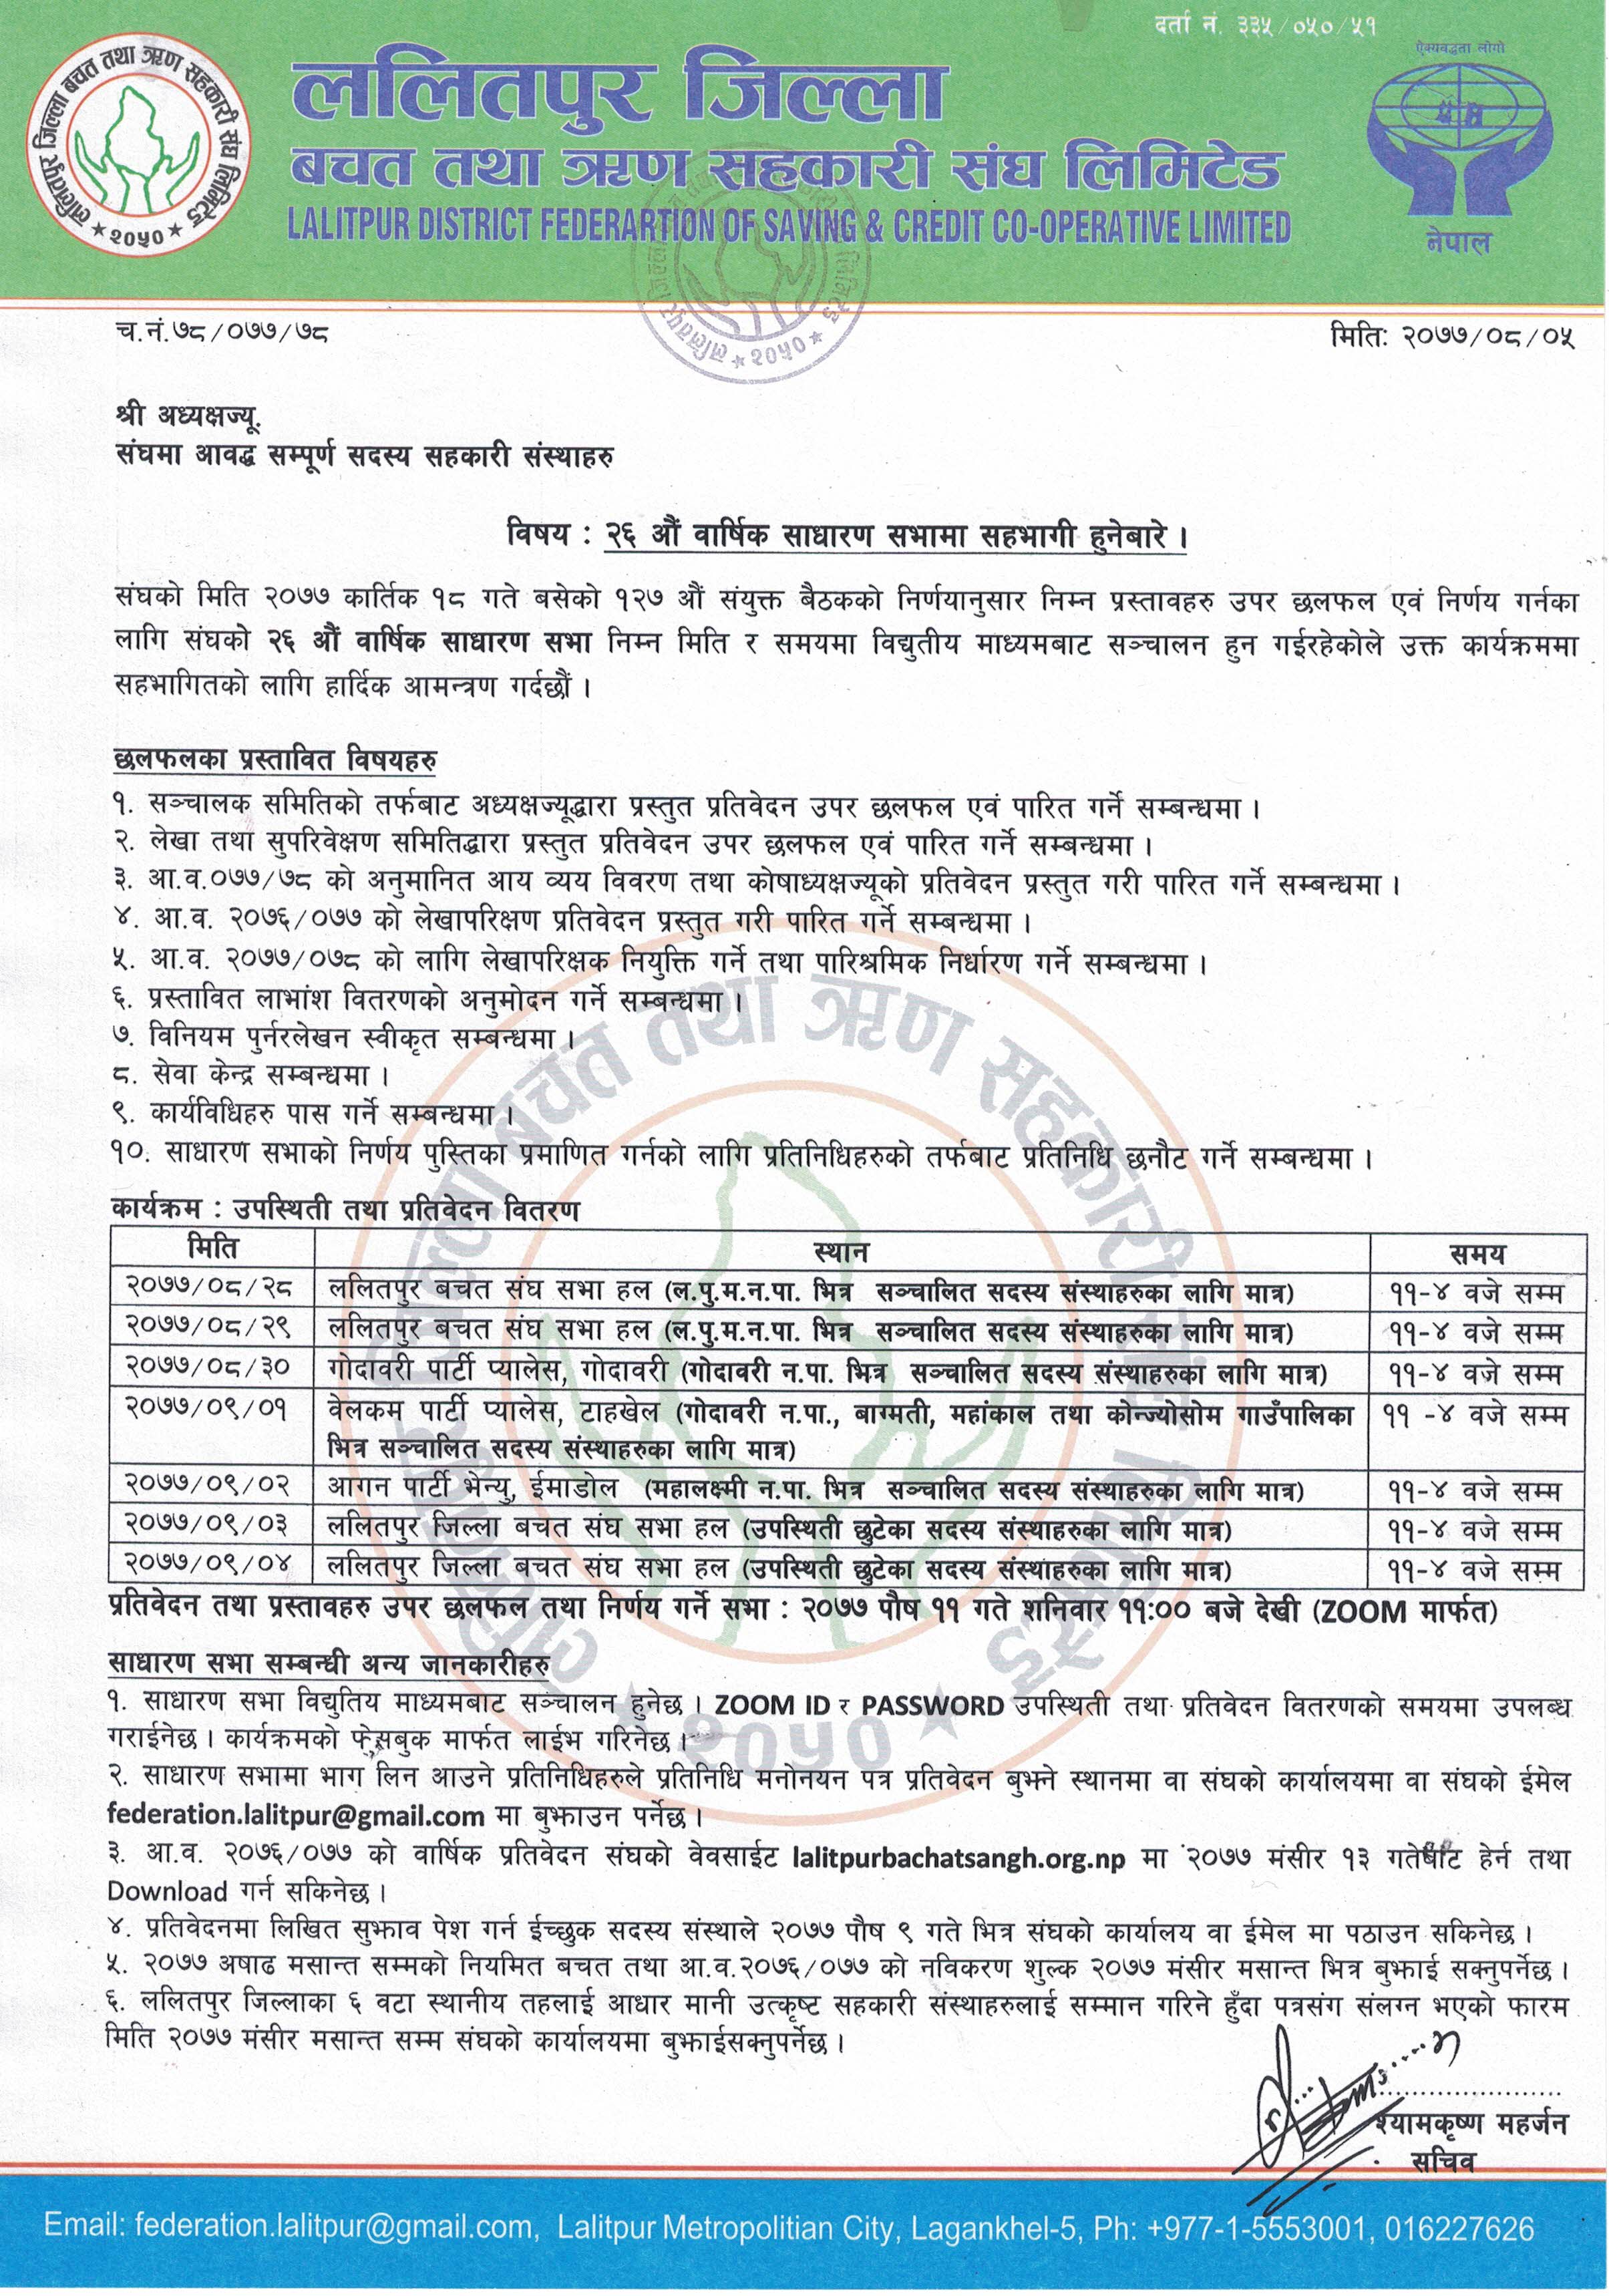 दर्ता नं. ३३५/०५०/५१
ऐक्यबद्धता लोगो
ललितपुर जिल्ला बचत तथा ऋण सहकारी संघ लिमिटेड
★ २०५० ★
ललितपुर जिल्ला
बचत तथा ऋण सहकारी संघ लिमिटेड
LALITPUR DISTRICT FEDERARTION OF SAVING & CREDIT CO-OPERATIVE LIMITED
नेपाल
च.नं.७८/०७७/७८
मितिः २०७७/०८/०५
श्री अध्यक्षज्यू.
संघमा आवद्ध सम्पूर्ण सदस्य सहकारी संस्थाहरु
विषय : २६ औं वार्षिक साधारण सभामा सहभागी हुनेबारे ।
संघको मिति २०७७ कार्तिक १८ गते बसेको १२७ औं संयुक्त बैठकको निर्णयानुसार निम्न प्रस्तावहरु उपर छलफल एवं निर्णय गर्नका
लागि संघको २६ औं वार्षिक साधारण सभा निम्न मिति र समयमा विद्युतीय माध्यमबाट सञ्चालन हुन गईरहेकोले उक्त कार्यक्रममा
सहभागितको लागि हार्दिक आमन्त्रण गर्दछौं ।
छलफलका प्रस्तावित विषयहरु
१. सञ्चालक समितिको तर्फबाट अध्यक्षज्यूद्वारा प्रस्तुत प्रतिवेदन उपर छलफल एवं पारित गर्ने सम्बन्धमा ।
२. लेखा तथा सुपरिवेक्षण समितिद्धारा प्रस्तुत प्रतिवेदन उपर छलफल एवं पारित गर्ने सम्बन्धमा ।
३. आ.व.०७७/७८ को अनुमानित आय व्यय विवरण तथा कोषाध्यक्षज्यूको प्रतिवेदन प्रस्तुत गरी पारित गर्ने सम्बन्धमा ।
४. आ.व. २०७६/०७७ को लेखापरिक्षण प्रतिवेदन प्रस्तुत गरी पारित गर्ने सम्बन्धमा ।
५. आ.व. २०७७/०७८ को लागि लेखापरिक्षक नियुक्ति गर्ने तथा पारिश्रमिक निर्धारण गर्ने सम्बन्धमा ।
६. प्रस्तावित लाभांश वितरणको अनुमोदन गर्ने सम्बन्धमा ।
७. विनियम पुर्नरलेखन स्वीकृत सम्बन्धमा ।
८. सेवा केन्द्र सम्बन्धमा ।
९. कार्यविधिहरु पास गर्ने सम्बन्धमा ।
१०. साधारण सभाको निर्णय पुस्तिका प्रमाणित गर्नको लागि प्रतिनिधिहरुको तर्फबाट प्रतिनिधि छनौट गर्ने सम्बन्धमा ।
कार्यक्रम : उपस्थिती तथा प्रतिवेदन वितरण
मिति स्थान समय
२०७७/०८/२८ ललितपुर बचत संघ सभा हल (ल.पु.म.न.पा. भित्र सञ्चालित सदस्य संस्थाहरुका लागि मात्र) ११-४ वजे सम्म
२०७७/०८/२९ ललितपुर बचत संघ सभा हल (ल.पु.म.न.पा. भित्र सञ्चालित सदस्य संस्थाहरुका लागि मात्र) ११-४ वजे सम्म
२०७७/०८/३० गोदावरी पार्टी प्यालेस, गोदावरी (गोदावरी न.पा. भित्र सञ्चालित सदस्य संस्थाहरुका लागि मात्र) ११-४ वजे सम्म
२०७७/०९/०१ वेलकम पार्टी प्यालेस, टाहखेल (गोदावरी न.पा., बाग्मती, महांकाल तथा कोन्ज्योसोम गाउँपालिका ११ -४ वजे सम्म
भित्र सञ्चालित सदस्य संस्थाहरुका लागि मात्र)
२०७७/०९/०२ आगन पार्टी भेन्यु, ईमाडोल (महालक्ष्मी न.पा. भित्र सञ्चालित सदस्य संस्थाहरुका लागि मात्र) ११-४ वजे सम्म
२०७७/०९/०३ ललितपुर जिल्ला बचत संघ सभा हल (उपस्थिती छुटेका सदस्य संस्थाहरुका लागि मात्र) ११-४ वजे सम्म
२०७७/०९/०४ ललितपुर जिल्ला बचत संघ सभा हल (उपस्थिती छुटेका सदस्य संस्थाहरुका लागि मात्र) ११-४ वजे सम्म
प्रतिवेदन तथा प्रस्तावहरु उपर छलफल तथा निर्णय गर्ने सभा : २०७७ पौष ११ गते शनिवार ११:०० बजे देखी (ZOOM मार्फत)
साधारण सभा सम्बन्धी अन्य जानकारीहरु
१. साधारण सभा विद्युतिय माध्यमबाट सञ्चालन हुनेछ । ZOOM ID र PASSWORD उपस्थिती तथा प्रतिवेदन वितरणको समयमा उपलब्ध
गराईनेछ । कार्यक्रमको फेसबुक मार्फत लाईभ गरिनेछ ।
२. साधारण सभामा भाग लिन आउने प्रतिनिधिहरुले प्रतिनिधि मनोनयन पत्र प्रतिवेदन बुझ्ने स्थानमा वा संघको कार्यालयमा वा संघको ईमेल
federation.lalitpur@gmail.com मा बुझाउन पर्नेछ ।
३. आ.व. २०७६/०७७ को वार्षिक प्रतिवेदन संघको वेवसाईट lalitpurbachatsangh.org.np मा २०७७ मंसीर १३ गतेबाट हेर्न तथा
Download गर्न सकिनेछ ।
४. प्रतिवेदनमा लिखित सुझाव पेश गर्न ईच्छुक सदस्य संस्थाले २०७७ पौष ९ गते भित्र संघको कार्यालय वा ईमेल मा पठाउन सकिनेछ ।
५. २०७७ अषाढ मसान्त सम्मको नियमित बचत तथा आ.व.२०७६/०७७ को नविकरण शुल्क २०७७ मंसीर मसान्त भित्र बुझाई सक्नुपर्नेछ ।
६. ललितपुर जिल्लाका ६ वटा स्थानीय तहलाई आधार मानी उत्कृष्ट सहकारी संस्थाहरुलाई सम्मान गरिने हुँदा पत्रसंग संलग्न भएको फारम
मिति २०७७ मंसीर मसान्त सम्म संघको कार्यालयमा बुझाईसक्नुपर्नेछ ।
श्यामकृष्ण महर्जन
सचिव
Email: federation.lalitpur@gmail.com, Lalitpur Metropolitian City, Lagankhel-5, Ph: +977-1-5553001, 016227626